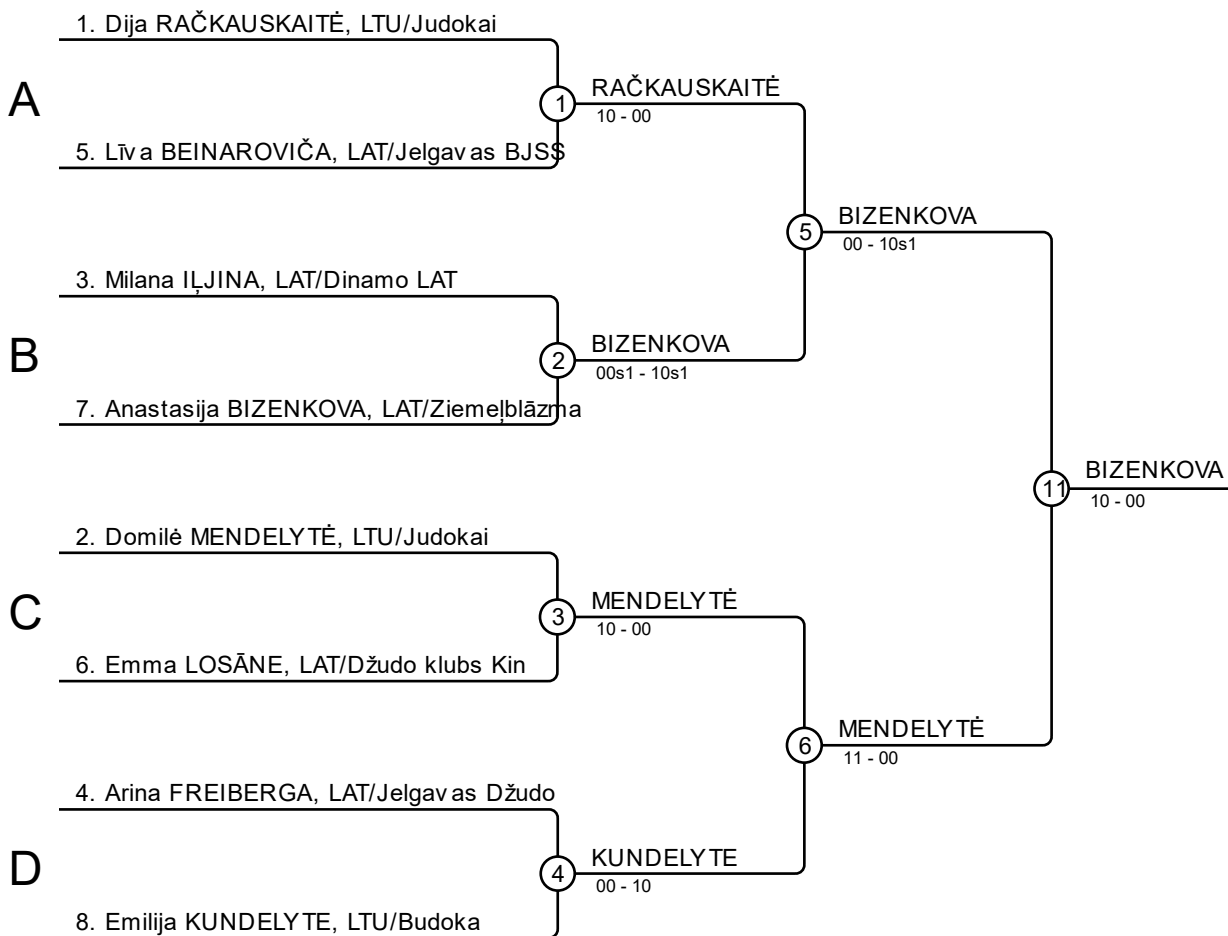 1. Dija RAČKAUSKAITĖ, LTU/Judokai
A
1
RAČKAUSKAITĖ
10 - 00
5. Līva BEINAROVIČA, LAT/Jelgavas BJSS
5
BIZENKOVA
00 - 10s1
3. Milana IĻJINA, LAT/Dinamo LAT
B
2
BIZENKOVA
00s1 - 10s1
7. Anastasija BIZENKOVA, LAT/Ziemeļblāzma
11
BIZENKOVA
10 - 00
2. Domilė MENDELYTĖ, LTU/Judokai
C
3
MENDELYTĖ
10 - 00
6. Emma LOSĀNE, LAT/Džudo klubs Kin
6
MENDELYTĖ
11 - 00
4. Arina FREIBERGA, LAT/Jelgavas Džudo
D
4
KUNDELYTE
00 - 10
8. Emilija KUNDELYTE, LTU/Budoka